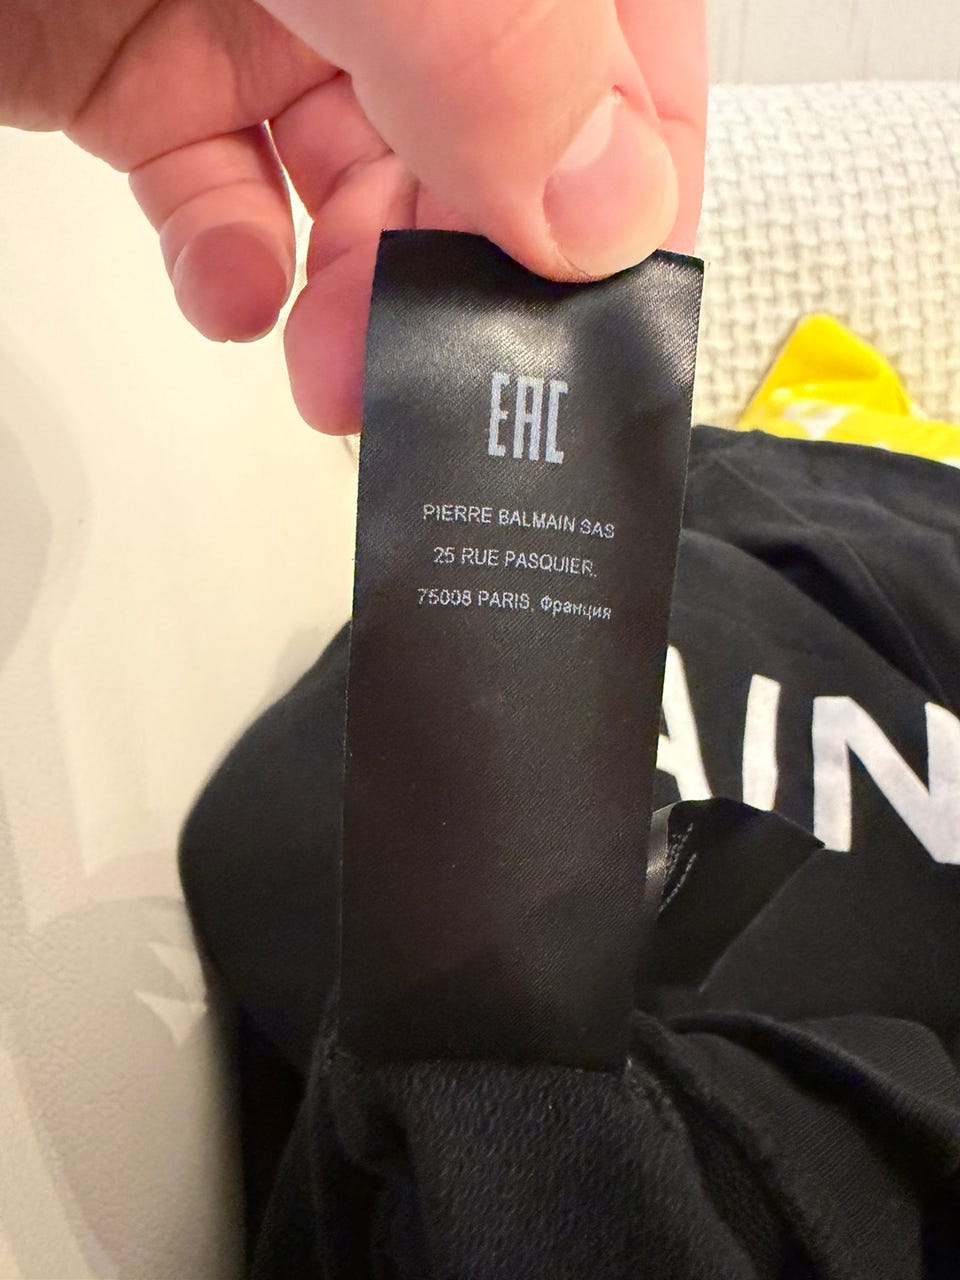 EAC
PIERRE BALMAIN SAS
25 RUE PASQUIER,
75008 PARIS, Франция
AIN